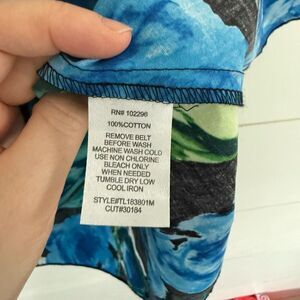 RN# 102296
100%COTTON
REMOVE BELT
BEFORE WASH
MACHINE WASH COLD
USE NON CHLORINE
BLEACH ONLY
WHEN NEEDED
TUMBLE DRY LOW
COOL IRON
STYLE#TL183801M
CUT#30184